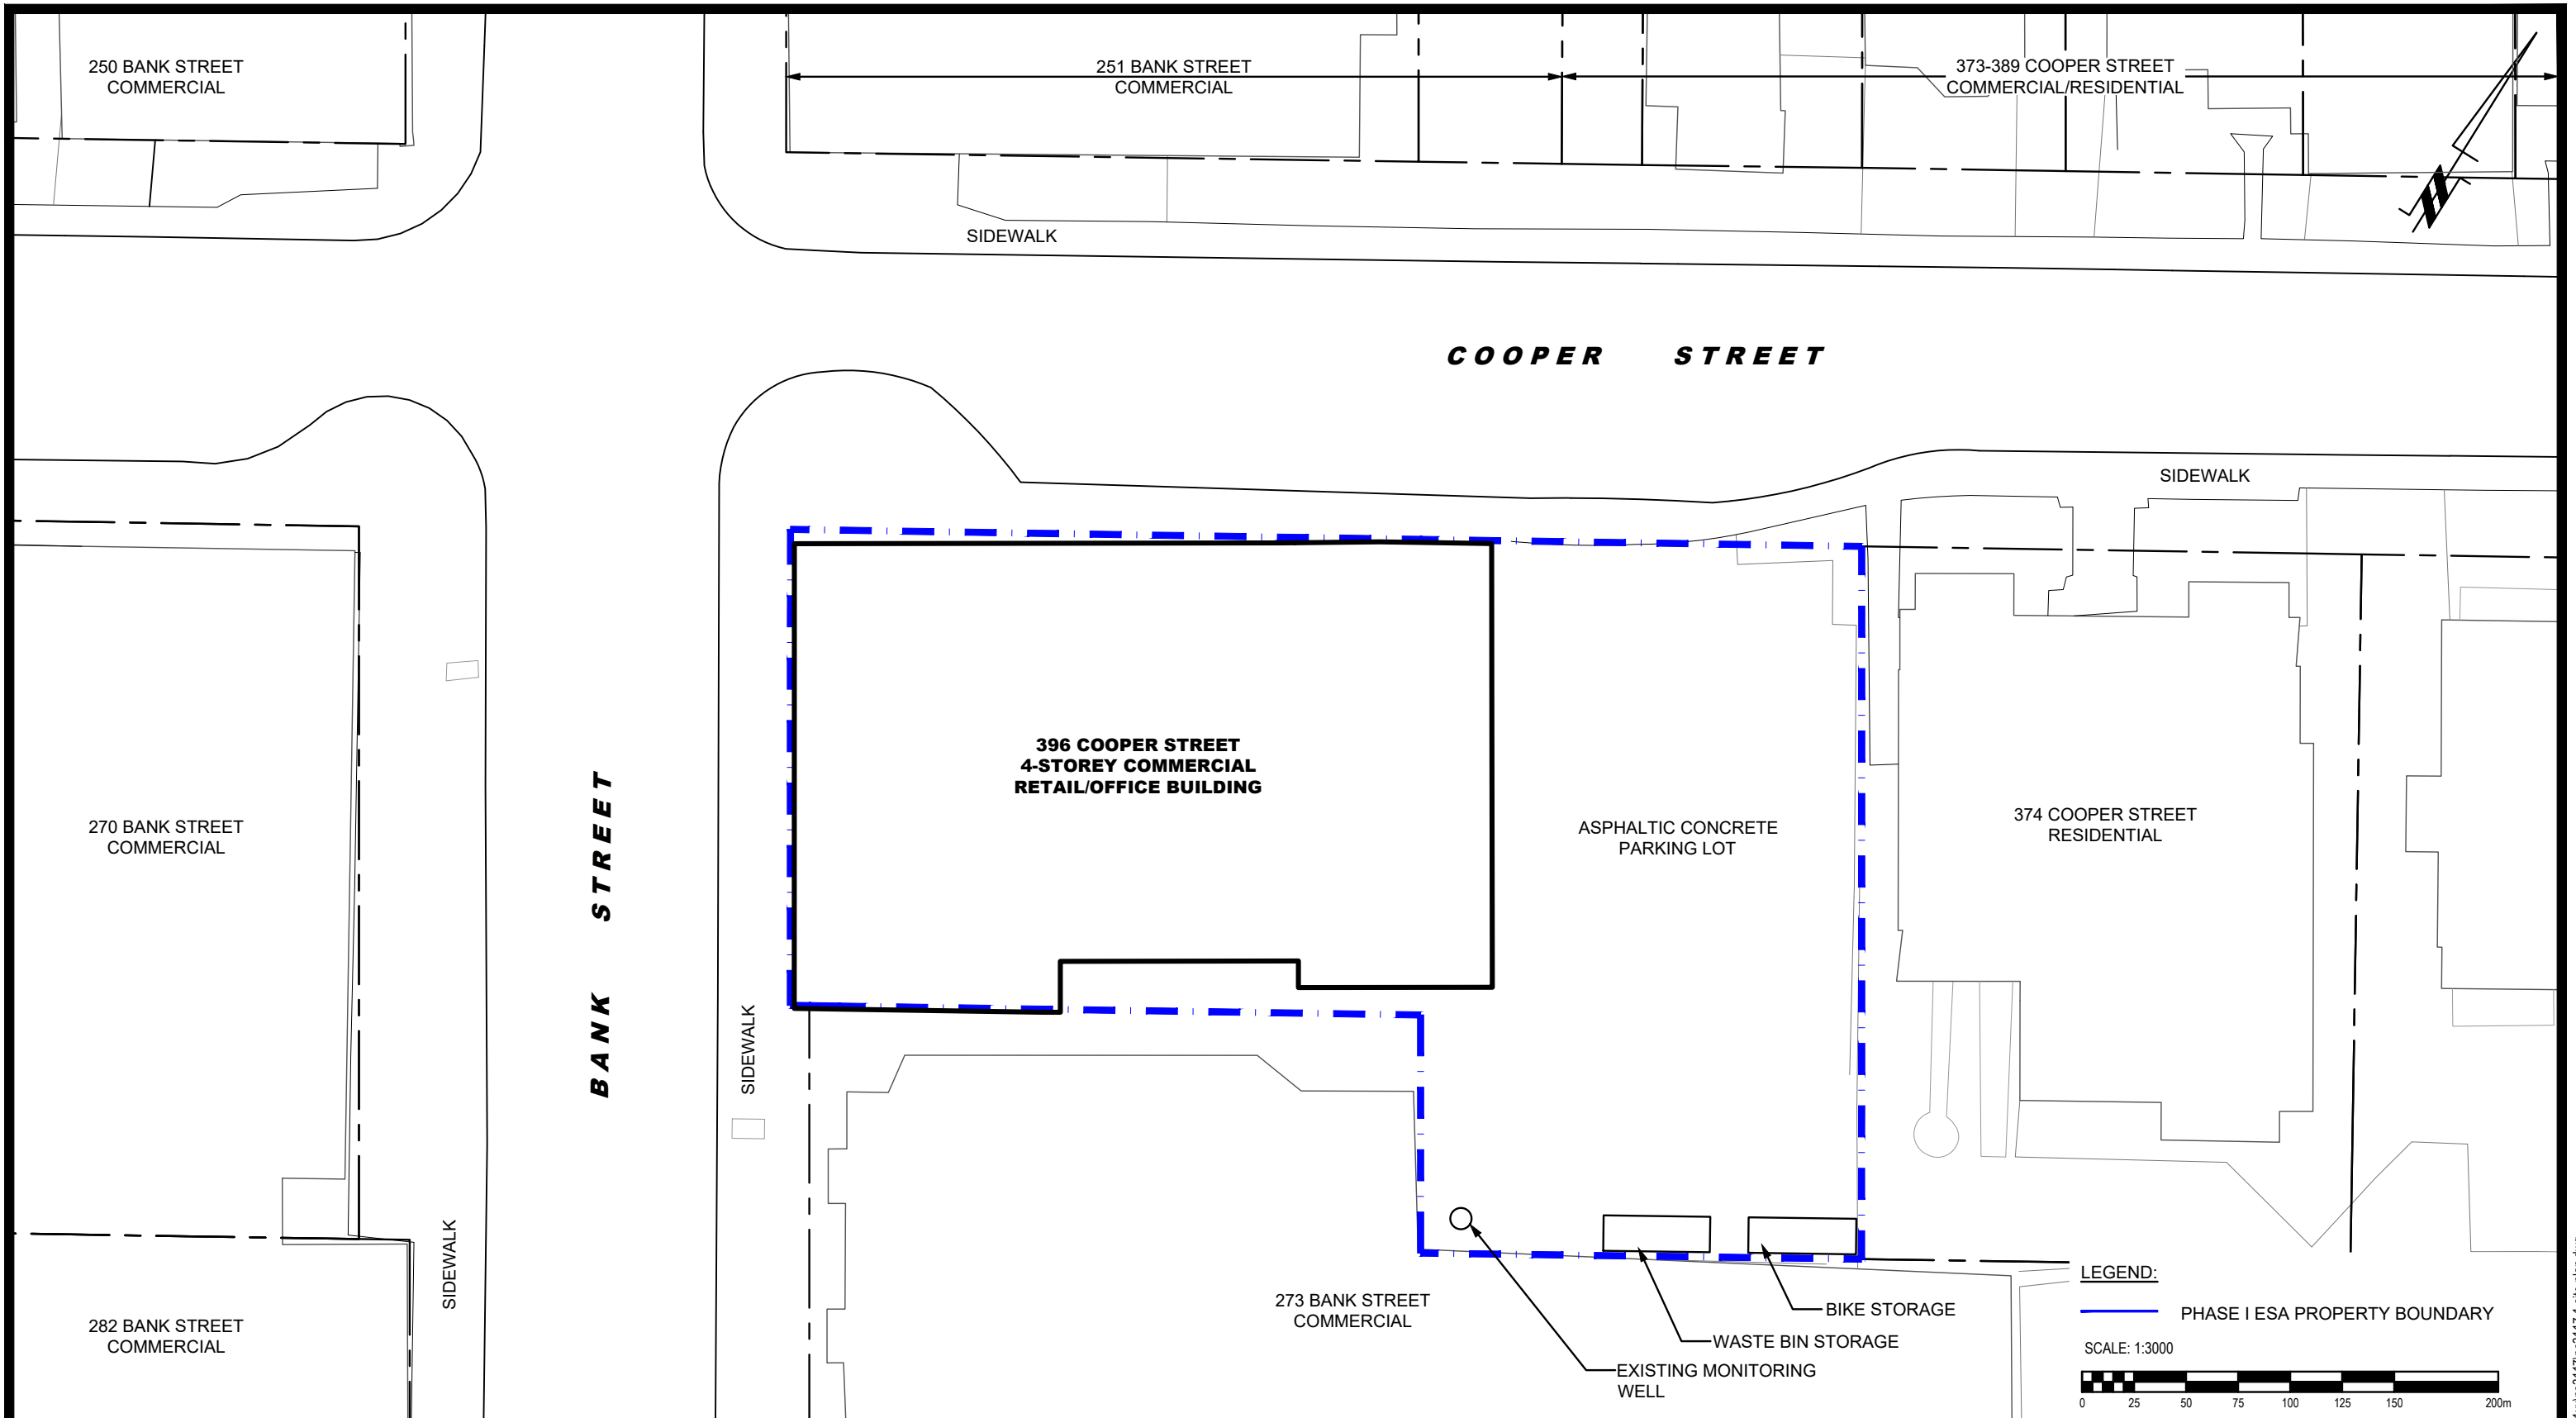 250 BANK STREET
COMMERCIAL
251 BANK STREET
COMMERCIAL
373-389 COOPER STREET
COMMERCIAL/RESIDENTIAL
SIDEWALK
COOPER STREET
SIDEWALK
396 COOPER STREET
4-STOREY COMMERCIAL
RETAIL/OFFICE BUILDING
270 BANK STREET
COMMERCIAL
BANK STREET
ASPHALTIC CONCRETE
PARKING LOT
374 COOPER STREET
RESIDENTIAL
SIDEWALK
SIDEWALK
282 BANK STREET
COMMERCIAL
273 BANK STREET
COMMERCIAL
BIKE STORAGE
WASTE BIN STORAGE
EXISTING MONITORING
WELL
LEGEND:
PHASE I ESA PROPERTY BOUNDARY
SCALE: 1:3000
0 25 50 75 100 125 150 200m